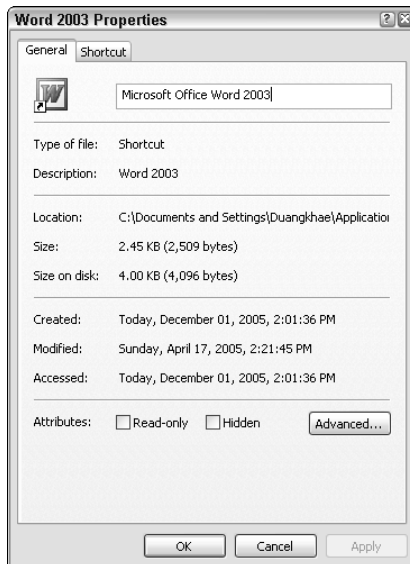 Word 2003 Properties
General Shortcut
W
Microsoft Office Word 2003
Type of file: Shortcut
Description: Word 2003
Location: C:\Documents and Settings\Duangkhae\Application
Size: 2.45 KB (2,509 bytes)
Size on disk: 4.00 KB (4,096 bytes)
Created: Today, December 01, 2005, 2:01:36 PM
Modified: Sunday, April 17, 2005, 2:21:45 PM
Accessed: Today, December 01, 2005, 2:01:36 PM
Attributes: Read-only Hidden Advanced...
OK Cancel Apply